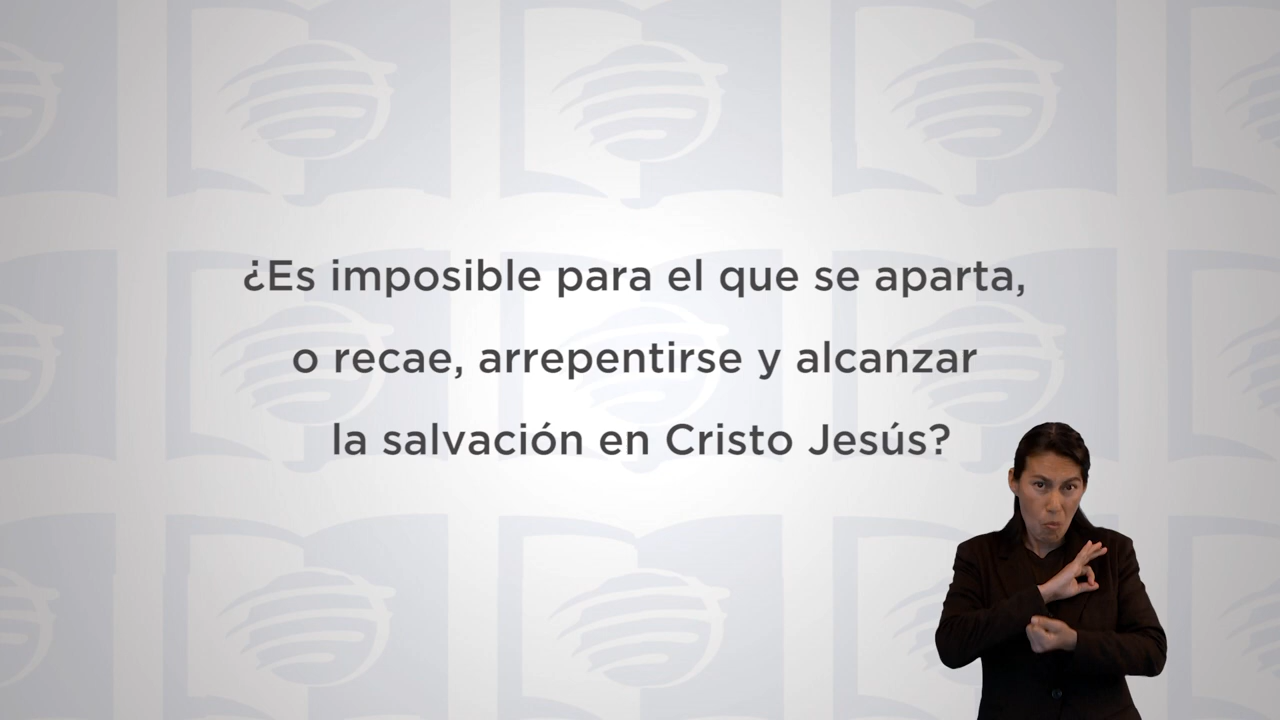 ¿Es imposible para el que se aparta,
o recae, arrepentirse y alcanzar
la salvación en Cristo Jesús?